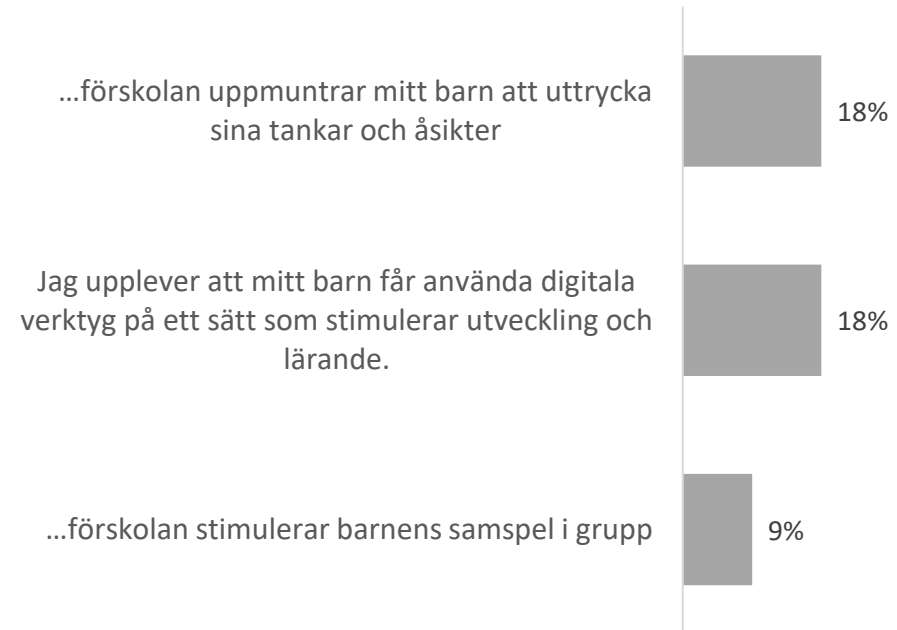 …förskolan uppmuntrar mitt barn att uttrycka
sina tankar och åsikter
18%
Jag upplever att mitt barn får använda digitala
verktyg på ett sätt som stimulerar utveckling och
lärande.
18%
…förskolan stimulerar barnens samspel i grupp
9%